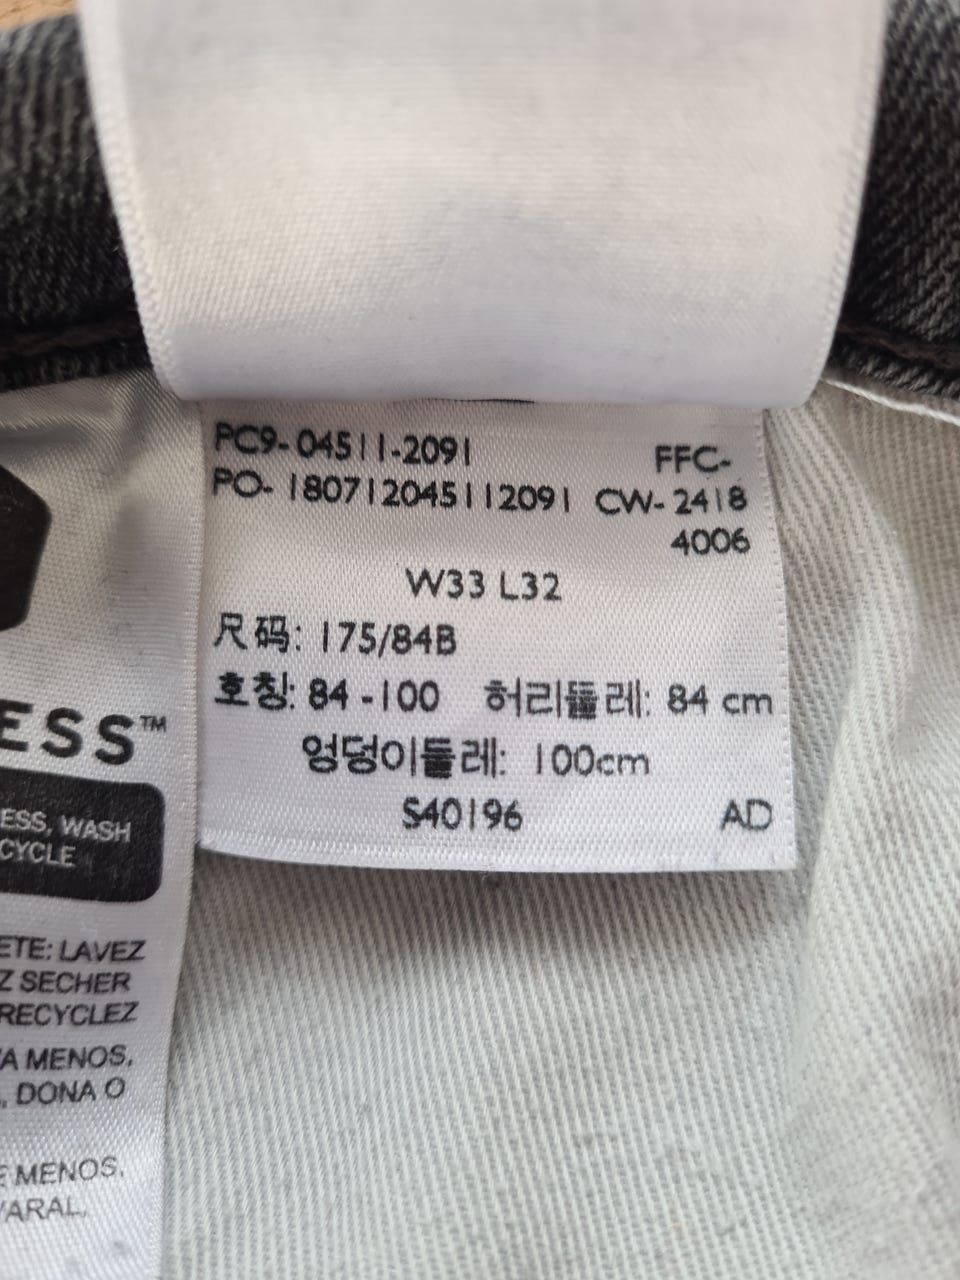 PC9-04511-2091
FFC-
PO-180712045112091 CW-2418
4006
W33 L32
尺码: 175/84B
호칭: 84-100 허리둘레: 84 cm
엉덩이둘레: 100cm
S40196 AD
ESS™
ESS, WASH
CYCLE
ETE: LAVEZ
Z SECHER
RECYCLEZ
A MENOS,
, DONA O
E MENOS,
VARAL,